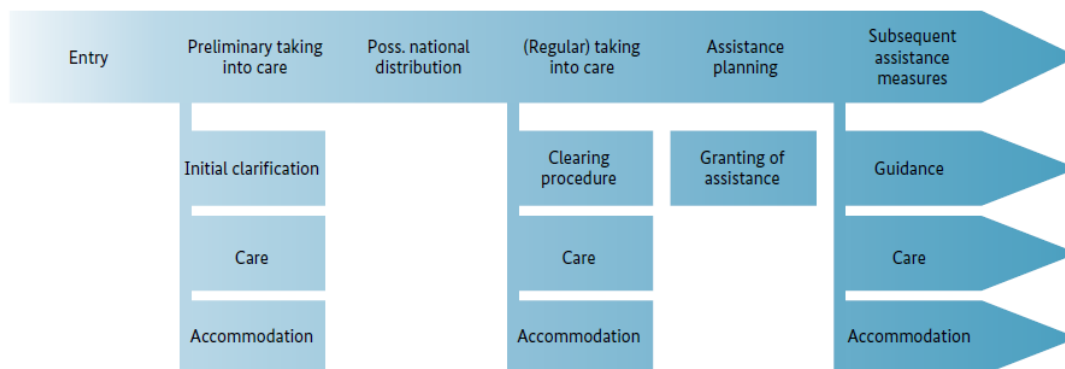 Entry
Preliminary taking
into care
Poss. national
distribution
(Regular) taking
into care
Assistance
planning
Subsequent
assistance
measures
Initial clarification
Clearing
procedure
Granting of
assistance
Guidance
Care
Care
Care
Accommodation
Accommodation
Accommodation